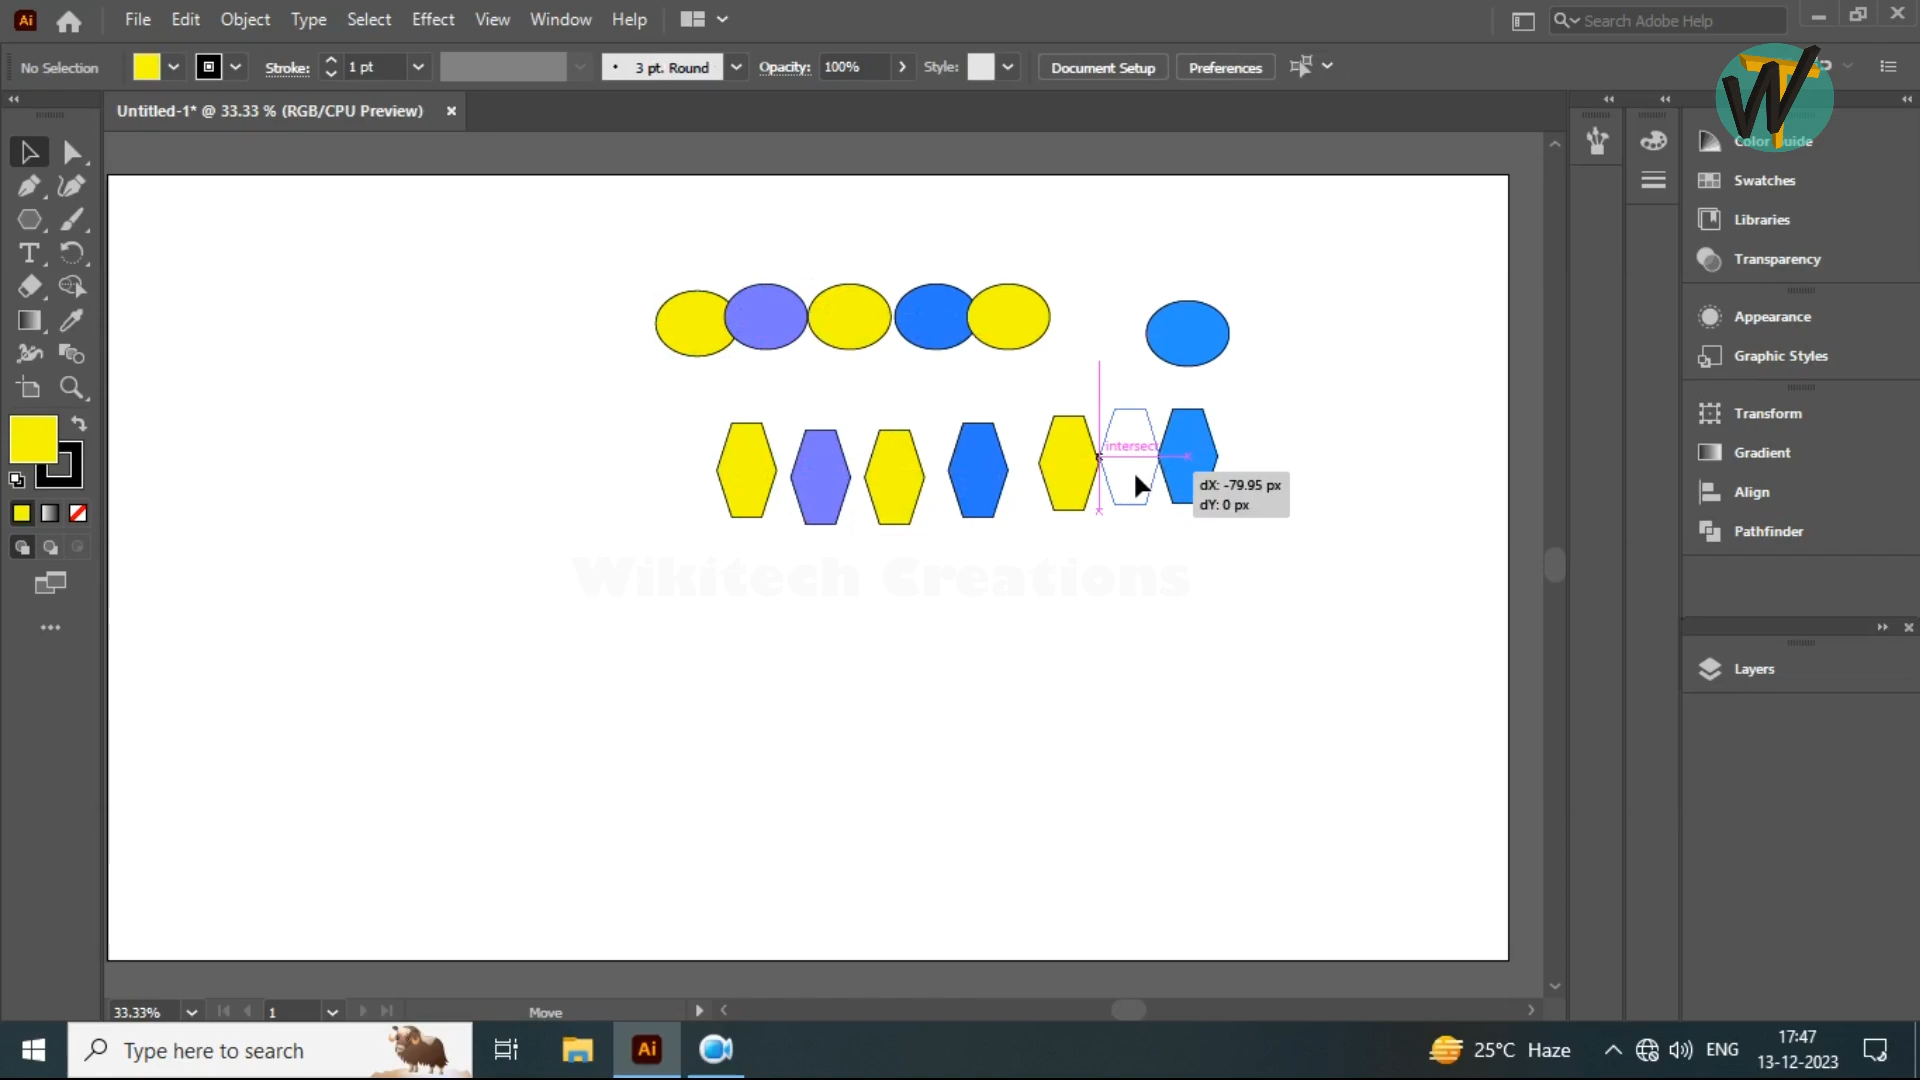 Ai File Edit Object Type Select Effect View Window Help Search Adobe Help
No Selection Stroke: 1 pt 3 pt. Round Opacity: 100% Style: Document Setup Preferences
Untitled-1* @ 33.33 % (RGB/CPU Preview)
WT
Color Guide
Swatches
Libraries
Transparency
Appearance
Graphic Styles
Transform
Gradient
Align
Pathfinder
Layers
intersect
dX: -79.95 px
dY: 0 px
Wikitech Creations
33.33% 1 Move
Type here to search Ai 25°C Haze ENG 17:47
13-12-2023